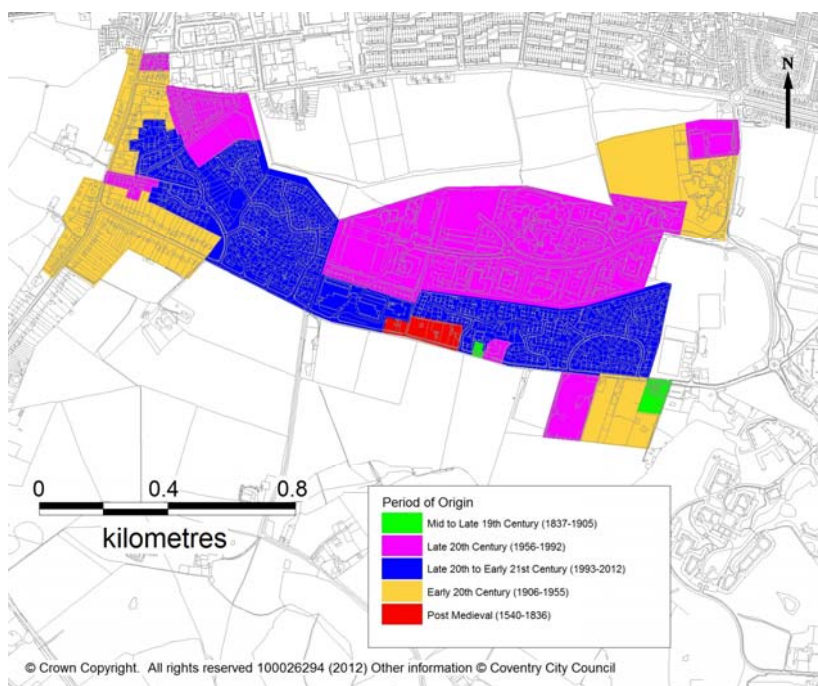 N
0 0.4 0.8
kilometres
Period of Origin
Mid to Late 19th Century (1837-1905)
Late 20th Century (1956-1992)
Late 20th to Early 21st Century (1993-2012)
Early 20th Century (1906-1955)
Post Medieval (1540-1836)
© Crown Copyright. All rights reserved 100026294 (2012) Other information © Coventry City Council